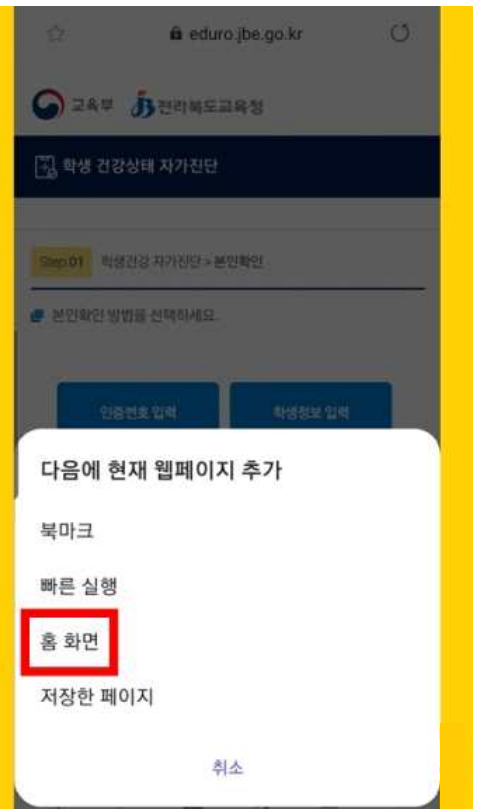 eduro.jbe.go.kr
교육부 전라북도교육청
학생 건강상태 자가진단
Step 01 학생건강 자가진단 > 본인확인
본인확인 방법을 선택하세요.
인증번호 입력 학생정보 입력
다음에 현재 웹페이지 추가
북마크
빠른 실행
홈 화면
저장한 페이지
취소